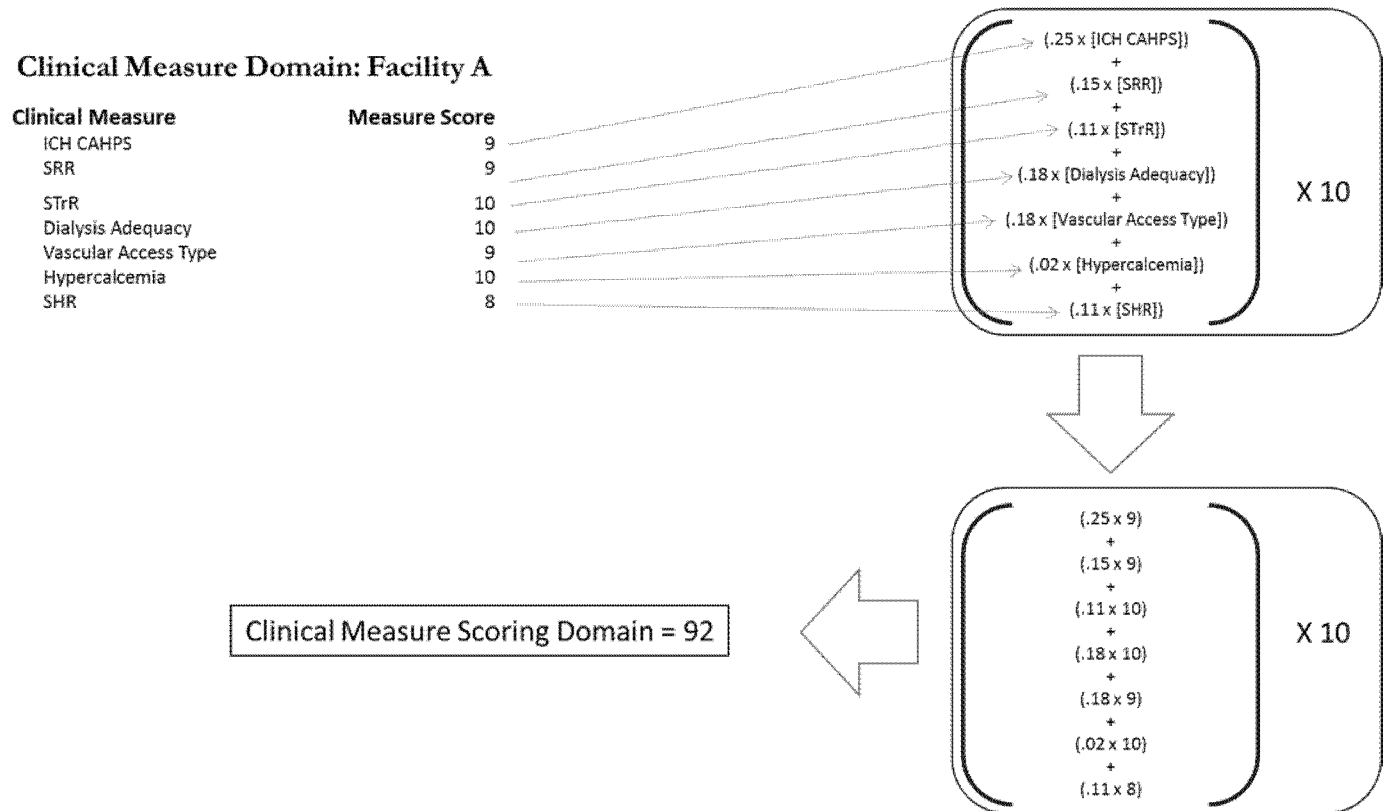 Clinical Measure Domain: Facility A
Clinical Measure Measure Score
ICH CAHPS 9
SRR 9
STrR 10
Dialysis Adequacy 10
Vascular Access Type 9
Hypercalcemia 10
SHR 8
(.25 x [ICH CAHPS])
+
(.15 x [SRR])
+
(.11 x [STrR])
+
(.18 x [Dialysis Adequacy])
+
(.18 x [Vascular Access Type])
+
(.02 x [Hypercalcemia])
+
(.11 x [SHR])
X 10
(.25 x 9)
+
(.15 x 9)
+
(.11 x 10)
+
(.18 x 10)
+
(.18 x 9)
+
(.02 x 10)
+
(.11 x 8)
X 10
Clinical Measure Scoring Domain = 92